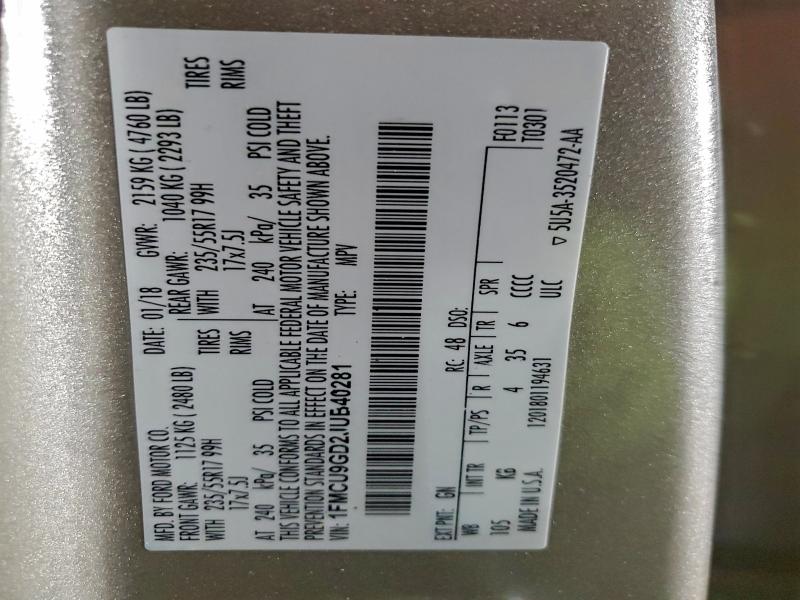 MFD. BY FORD MOTOR CO.
DATE: 01/18 GVWR: 2159 KG ( 4760 LB)
FRONT GAWR: 1125 KG ( 2480 LB) REAR GAWR: 1040 KG ( 2293 LB)
WITH 235/55R17 99H TIRES WITH 235/55R17 99H TIRES
17x7.5J RIMS 17x7.5J RIMS
AT 240 kPa/ 35 PSI COLD AT 240 kPa/ 35 PSI COLD
THIS VEHICLE CONFORMS TO ALL APPLICABLE FEDERAL MOTOR VEHICLE SAFETY AND THEFT
PREVENTION STANDARDS IN EFFECT ON THE DATE OF MANUFACTURE SHOWN ABOVE.
VIN: 1FMCU9GD2JUB40281 TYPE: MPV
EXT PNT: GN RC: 48 DSO: F0113
WB INT TR TP/PS R AXLE TR SPR T0301
105 KG 4 35 6 CCCC
MADE IN U.S.A. 1201801194631 ULC ▽ 5U5A-3520472-AA